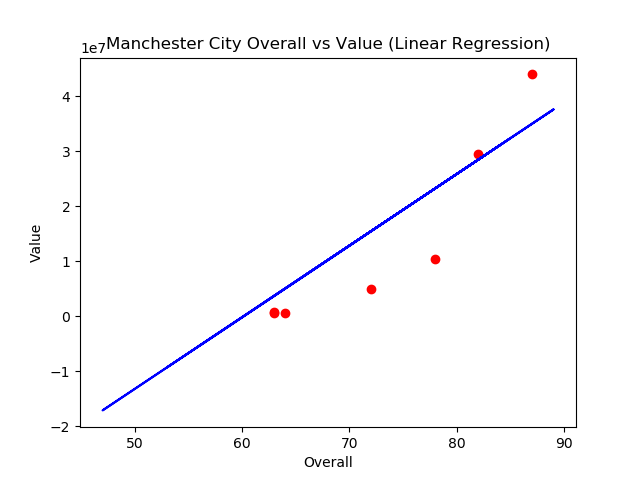 1e7
Manchester City Overall vs Value (Linear Regression)
4
3
2
1
0
−1
−2
Value
50 60 70 80 90
Overall